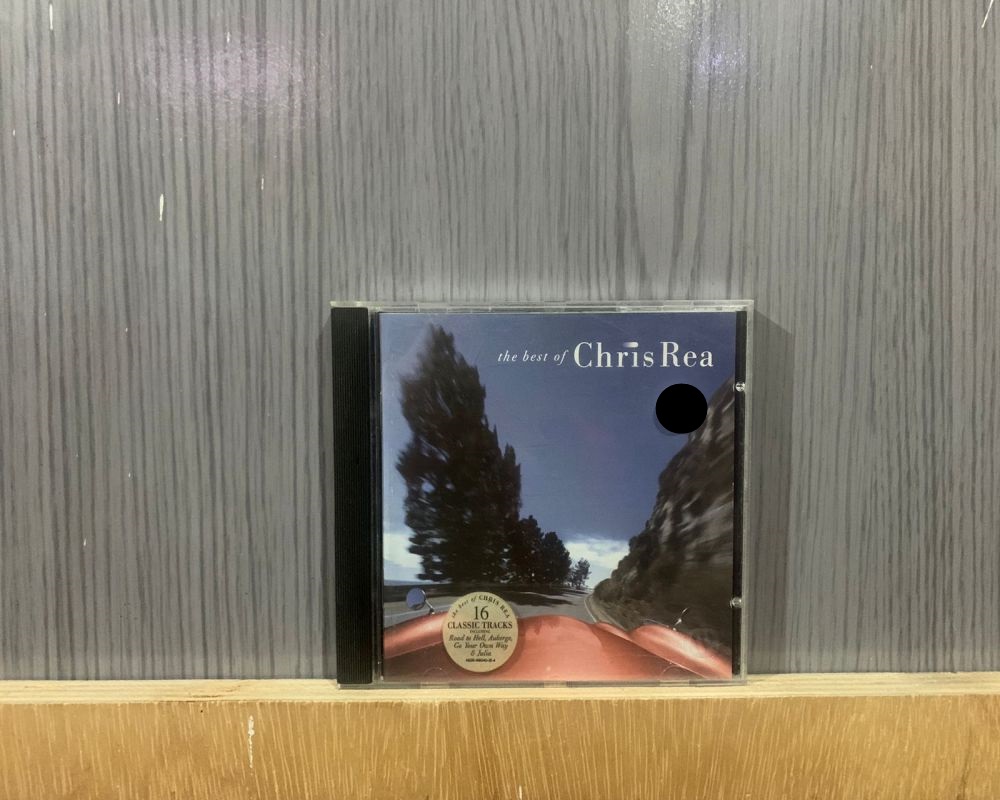 the best of Chris Rea
the best of CHRIS REA
16
CLASSIC TRACKS
INCLUDING
Road to Hell, Auberge,
Go Your Own Way
& Julia